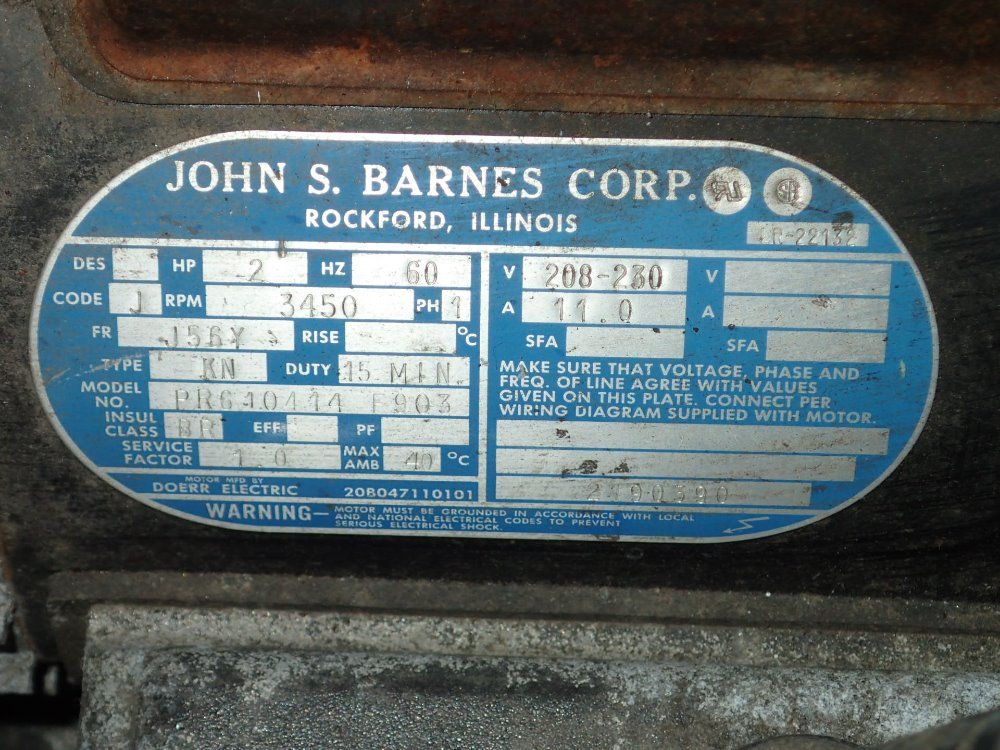 JOHN S. BARNES CORP.
ROCKFORD, ILLINOIS
LR-22132
DES HP 2 HZ 60
CODE J RPM 3450 PH 1
FR J56Y RISE °C
TYPE KN DUTY 15 MIN.
MODEL NO.
INSUL CLASS EFF PF
SERVICE FACTOR 1.0 MAX AMB 40 °C
MOTOR MFD BY
DOERR ELECTRIC 20B047110101
V 208-230 V
A 11.0 A
SFA SFA
MAKE SURE THAT VOLTAGE, PHASE AND
FREQ. OF LINE AGREE WITH VALUES
GIVEN ON THIS PLATE. CONNECT PER
WIRING DIAGRAM SUPPLIED WITH MOTOR.
WARNING— MOTOR MUST BE GROUNDED IN ACCORDANCE WITH LOCAL
AND NATIONAL ELECTRICAL CODES TO PREVENT
SERIOUS ELECTRICAL SHOCK.